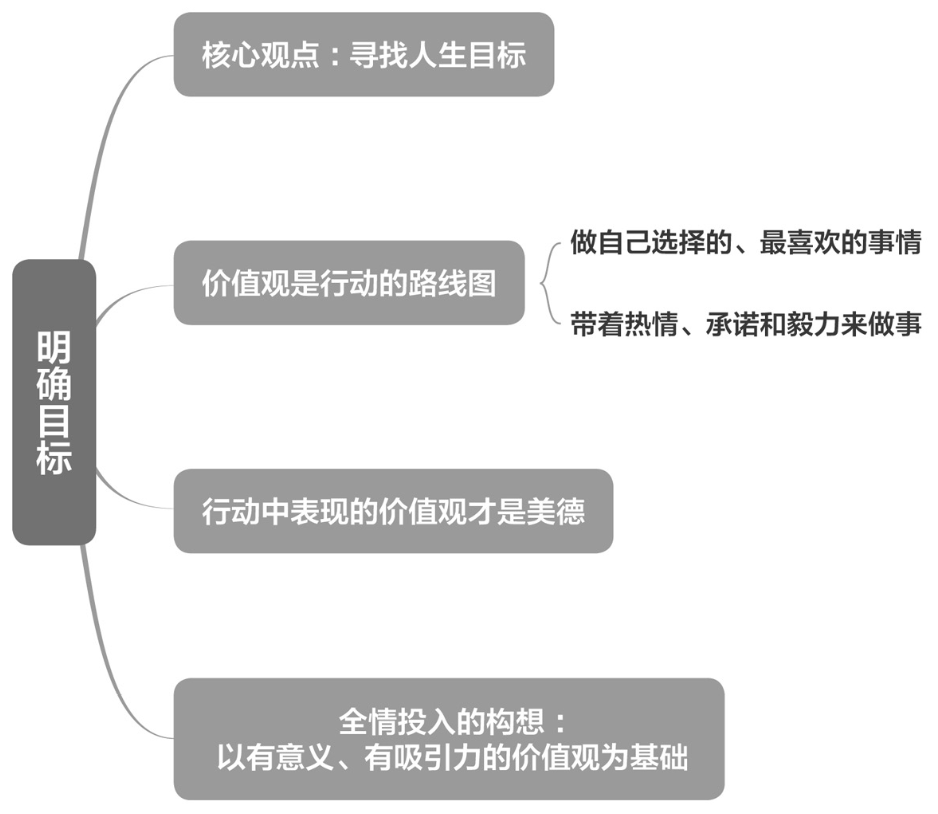 明确目标
核心观点：寻找人生目标
价值观是行动的路线图
做自己选择的、最喜欢的事情
带着热情、承诺和毅力来做事
行动中表现的价值观才是美德
全情投入的构想：
以有意义、有吸引力的价值观为基础